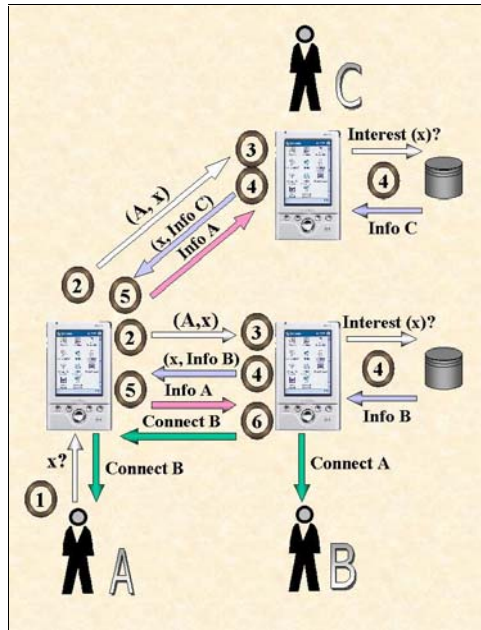 C
3
Interest (x)?
4
4
(A, x)
(x, Info C)
Info A
Info C
2
5
2
(A,x)
3
Interest (x)?
(x, Info B)
4
4
5
Info A
Info B
Connect B
6
x?
Connect B
Connect A
1
A
B